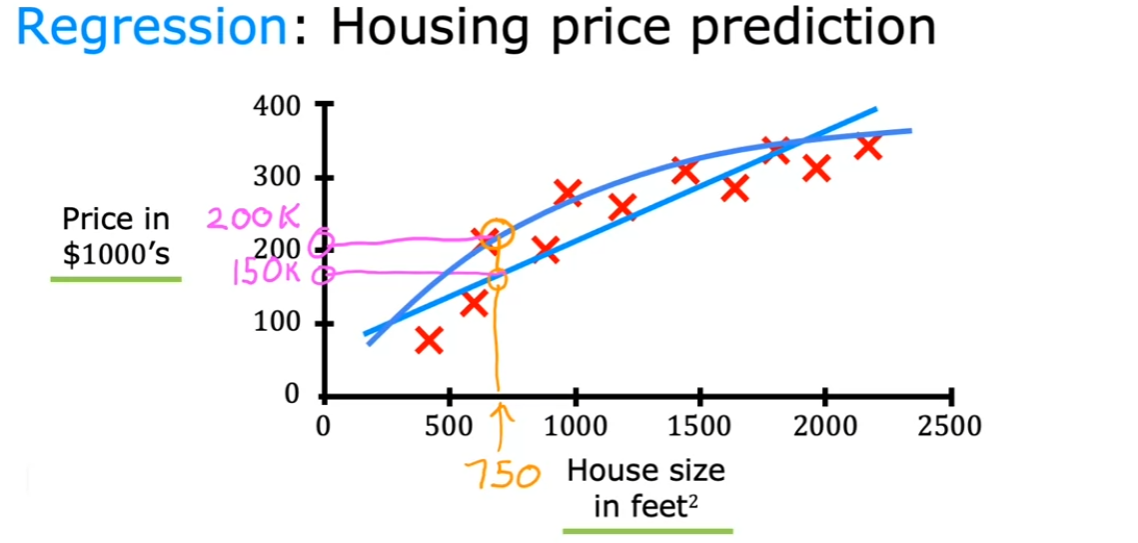 Regression: Housing price prediction
400
300
Price in
$1000's
200K
200
150K
100
0
0 500 1000 1500 2000 2500
750
House size
in feet²